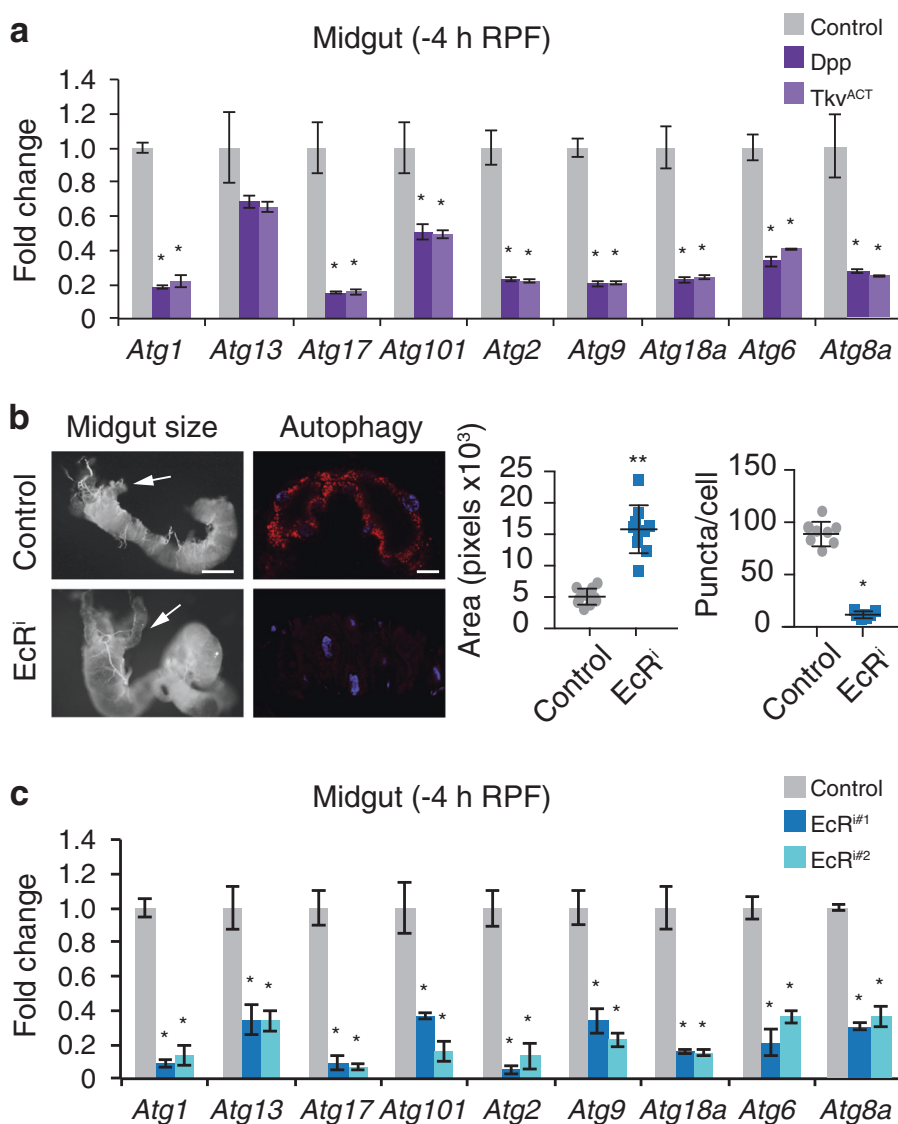 a
Midgut (-4 h RPF)
Control
Dpp
Tkv^ACT
Fold change
1.4
1.2
1.0
0.8
0.6
0.4
0.2
0
* * * * * * * * * * * * * * * *
Atg1 Atg13 Atg17 Atg101 Atg2 Atg9 Atg18a Atg6 Atg8a
b
Midgut size
Autophagy
Control
EcR^i
Area (pixels x10³)
25
20
15
10
5
0
**
Control
EcR^i
Puncta/cell
150
100
50
0
*
Control
EcR^i
c
Midgut (-4 h RPF)
Control
EcR^i#1
EcR^i#2
Fold change
1.4
1.2
1.0
0.8
0.6
0.4
0.2
0
* * * * * * * * * * * * * * * * * *
Atg1 Atg13 Atg17 Atg101 Atg2 Atg9 Atg18a Atg6 Atg8a